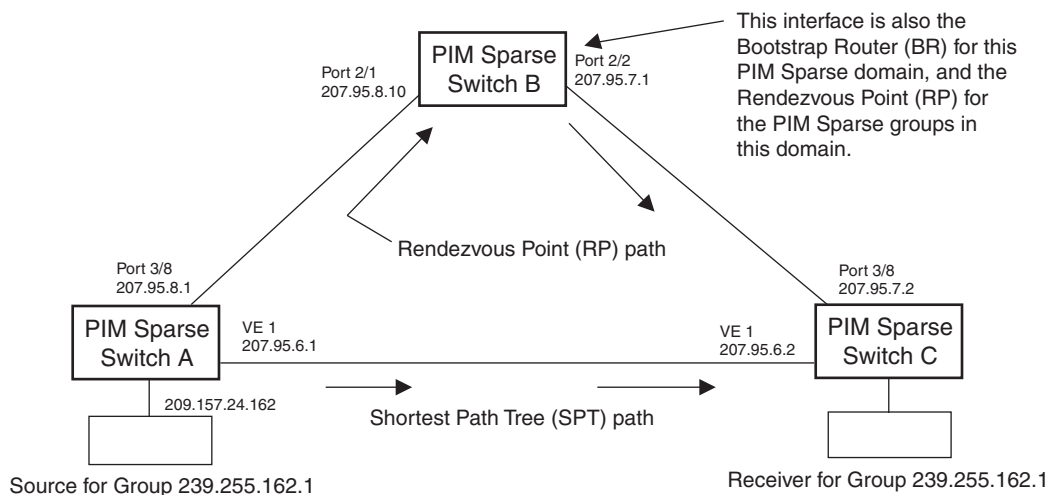 This interface is also the
Bootstrap Router (BR) for this
PIM Sparse domain, and the
Rendezvous Point (RP) for
the PIM Sparse groups in
this domain.
PIM Sparse
Switch B
Port 2/1
207.95.8.10
Port 2/2
207.95.7.1
Rendezvous Point (RP) path
Port 3/8
207.95.8.1
Port 3/8
207.95.7.2
PIM Sparse
Switch A
VE 1
207.95.6.1
VE 1
207.95.6.2
PIM Sparse
Switch C
209.157.24.162
Shortest Path Tree (SPT) path
Source for Group 239.255.162.1
Receiver for Group 239.255.162.1